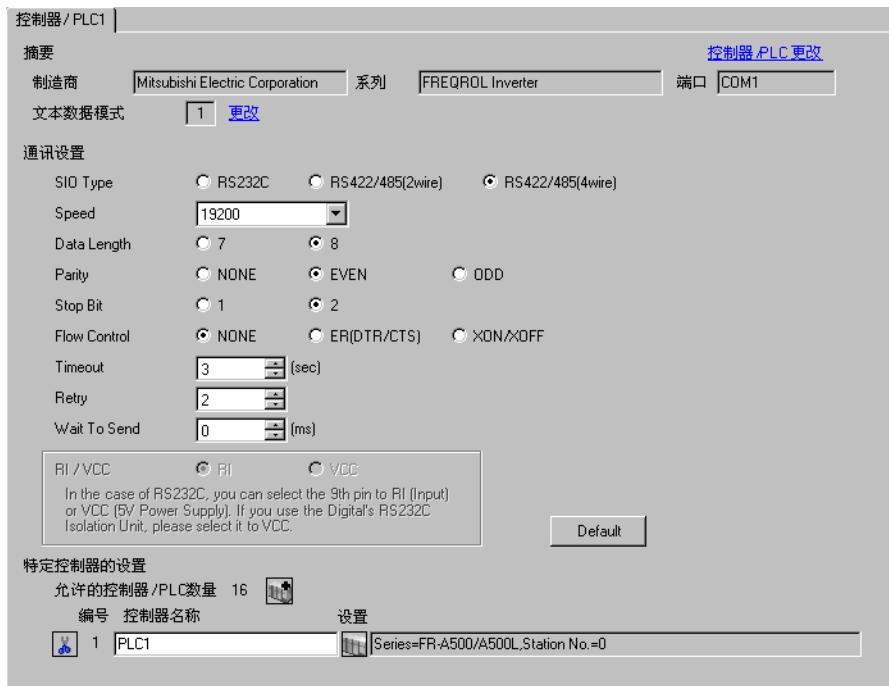 控制器/PLC1
摘要 控制器/PLC更改
制造商 Mitsubishi Electric Corporation 系列 FREQROL Inverter 端口 COM1
文本数据模式 1 更改
通讯设置
SIO Type RS232C RS422/485(2wire) RS422/485(4wire)
Speed 19200
Data Length 7 8
Parity NONE EVEN ODD
Stop Bit 1 2
Flow Control NONE ER(DTR/CTS) XON/XOFF
Timeout 3 (sec)
Retry 2
Wait To Send 0 (ms)
RI / VCC RI VCC
In the case of RS232C, you can select the 9th pin to RI (Input)
or VCC (5V Power Supply). If you use the Digital's RS232C
Isolation Unit, please select it to VCC.
Default
特定控制器的设置
允许的控制器/PLC数量 16
编号 控制器名称 设置
1 PLC1 Series=FR-A500/A500L,Station No.=0